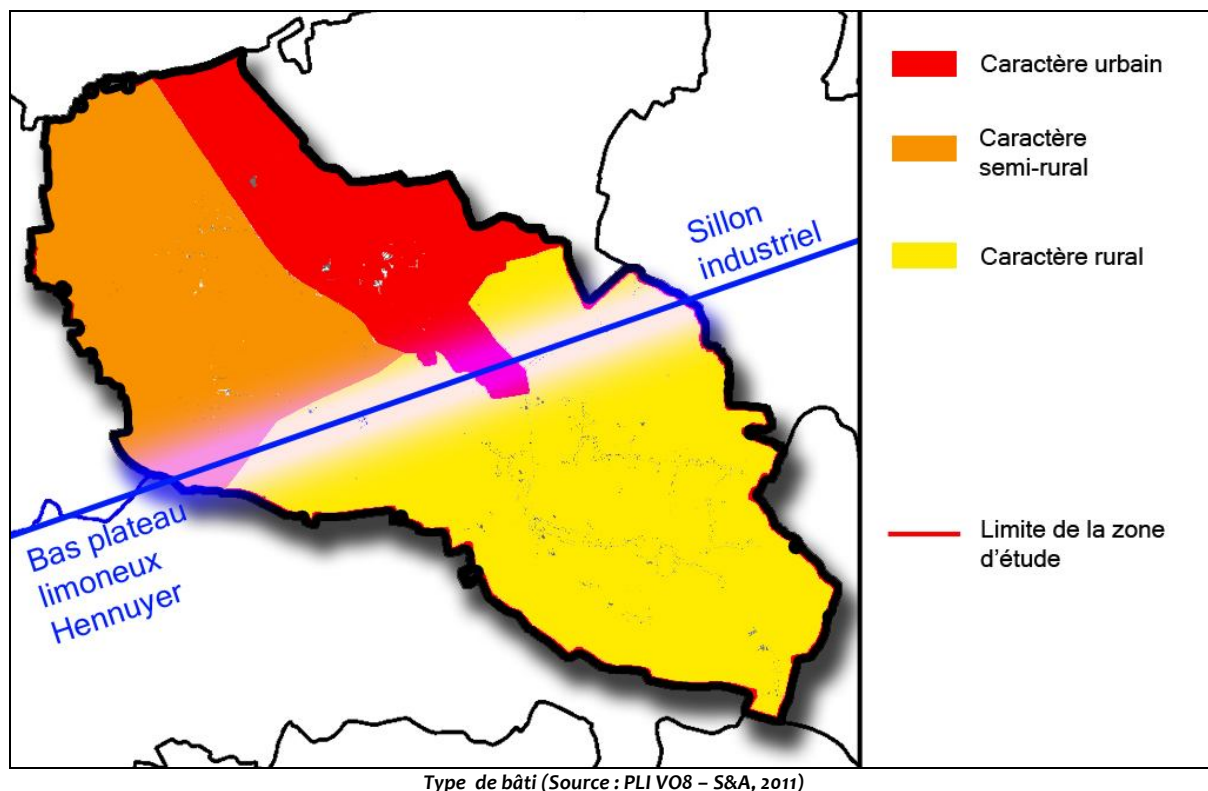 Caractère urbain
Caractère
semi-rural
Sillon
industriel
Caractère rural
Bas plateau
limoneux
Hennuyer
Limite de la zone
d'étude
Type de bâti (Source : PLI VO8 – S&A, 2011)